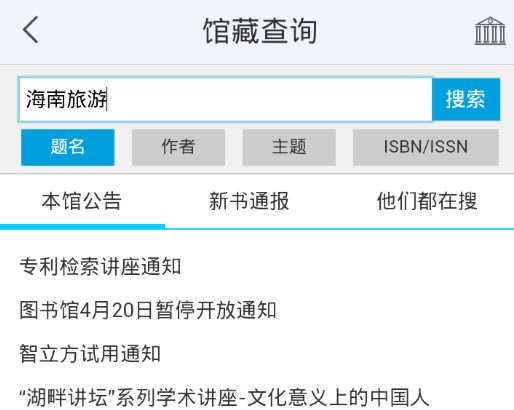 馆藏查询
海南旅游 搜索
题名 作者 主题 ISBN/ISSN
本馆公告 新书通报 他们都在搜
专利检索讲座通知
图书馆4月20日暂停开放通知
智立方试用通知
“湖畔讲坛”系列学术讲座-文化意义上的中国人